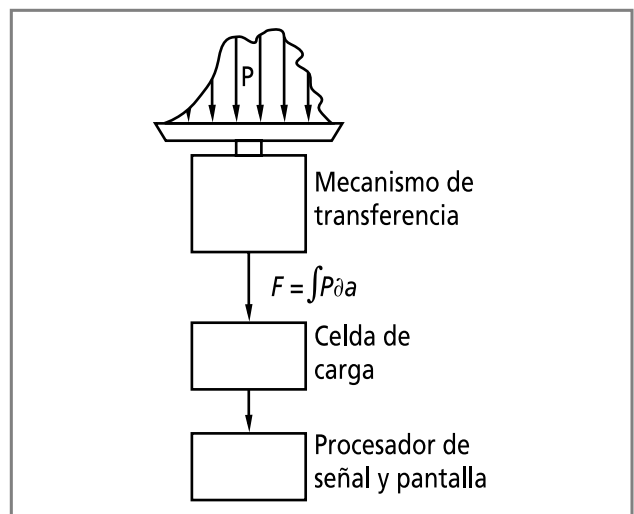 P
Mecanismo de
transferencia
F = ∫P∂a
Celda de
carga
Procesador de
señal y pantalla